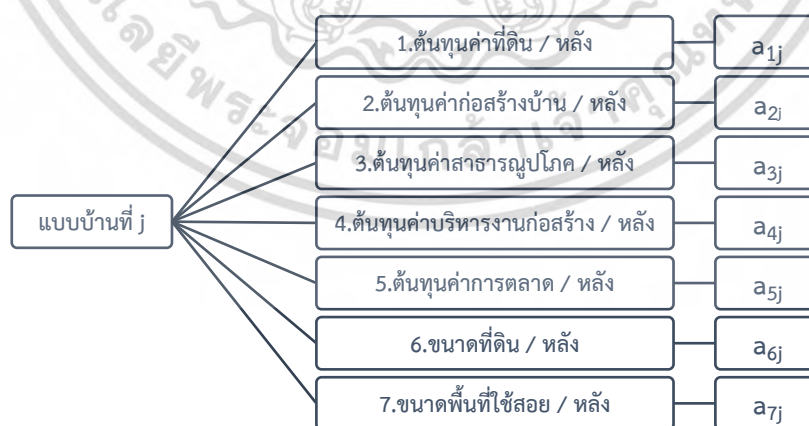 1.ต้นทุนค่าที่ดิน / หลัง
a1j
2.ต้นทุนค่าก่อสร้างบ้าน / หลัง
a2j
3.ต้นทุนค่าสาธารณูปโภค / หลัง
a3j
แบบบ้านที่ j
4.ต้นทุนค่าบริหารงานก่อสร้าง / หลัง
a4j
5.ต้นทุนค่าการตลาด / หลัง
a5j
6.ขนาดที่ดิน / หลัง
a6j
7.ขนาดพื้นที่ใช้สอย / หลัง
a7j